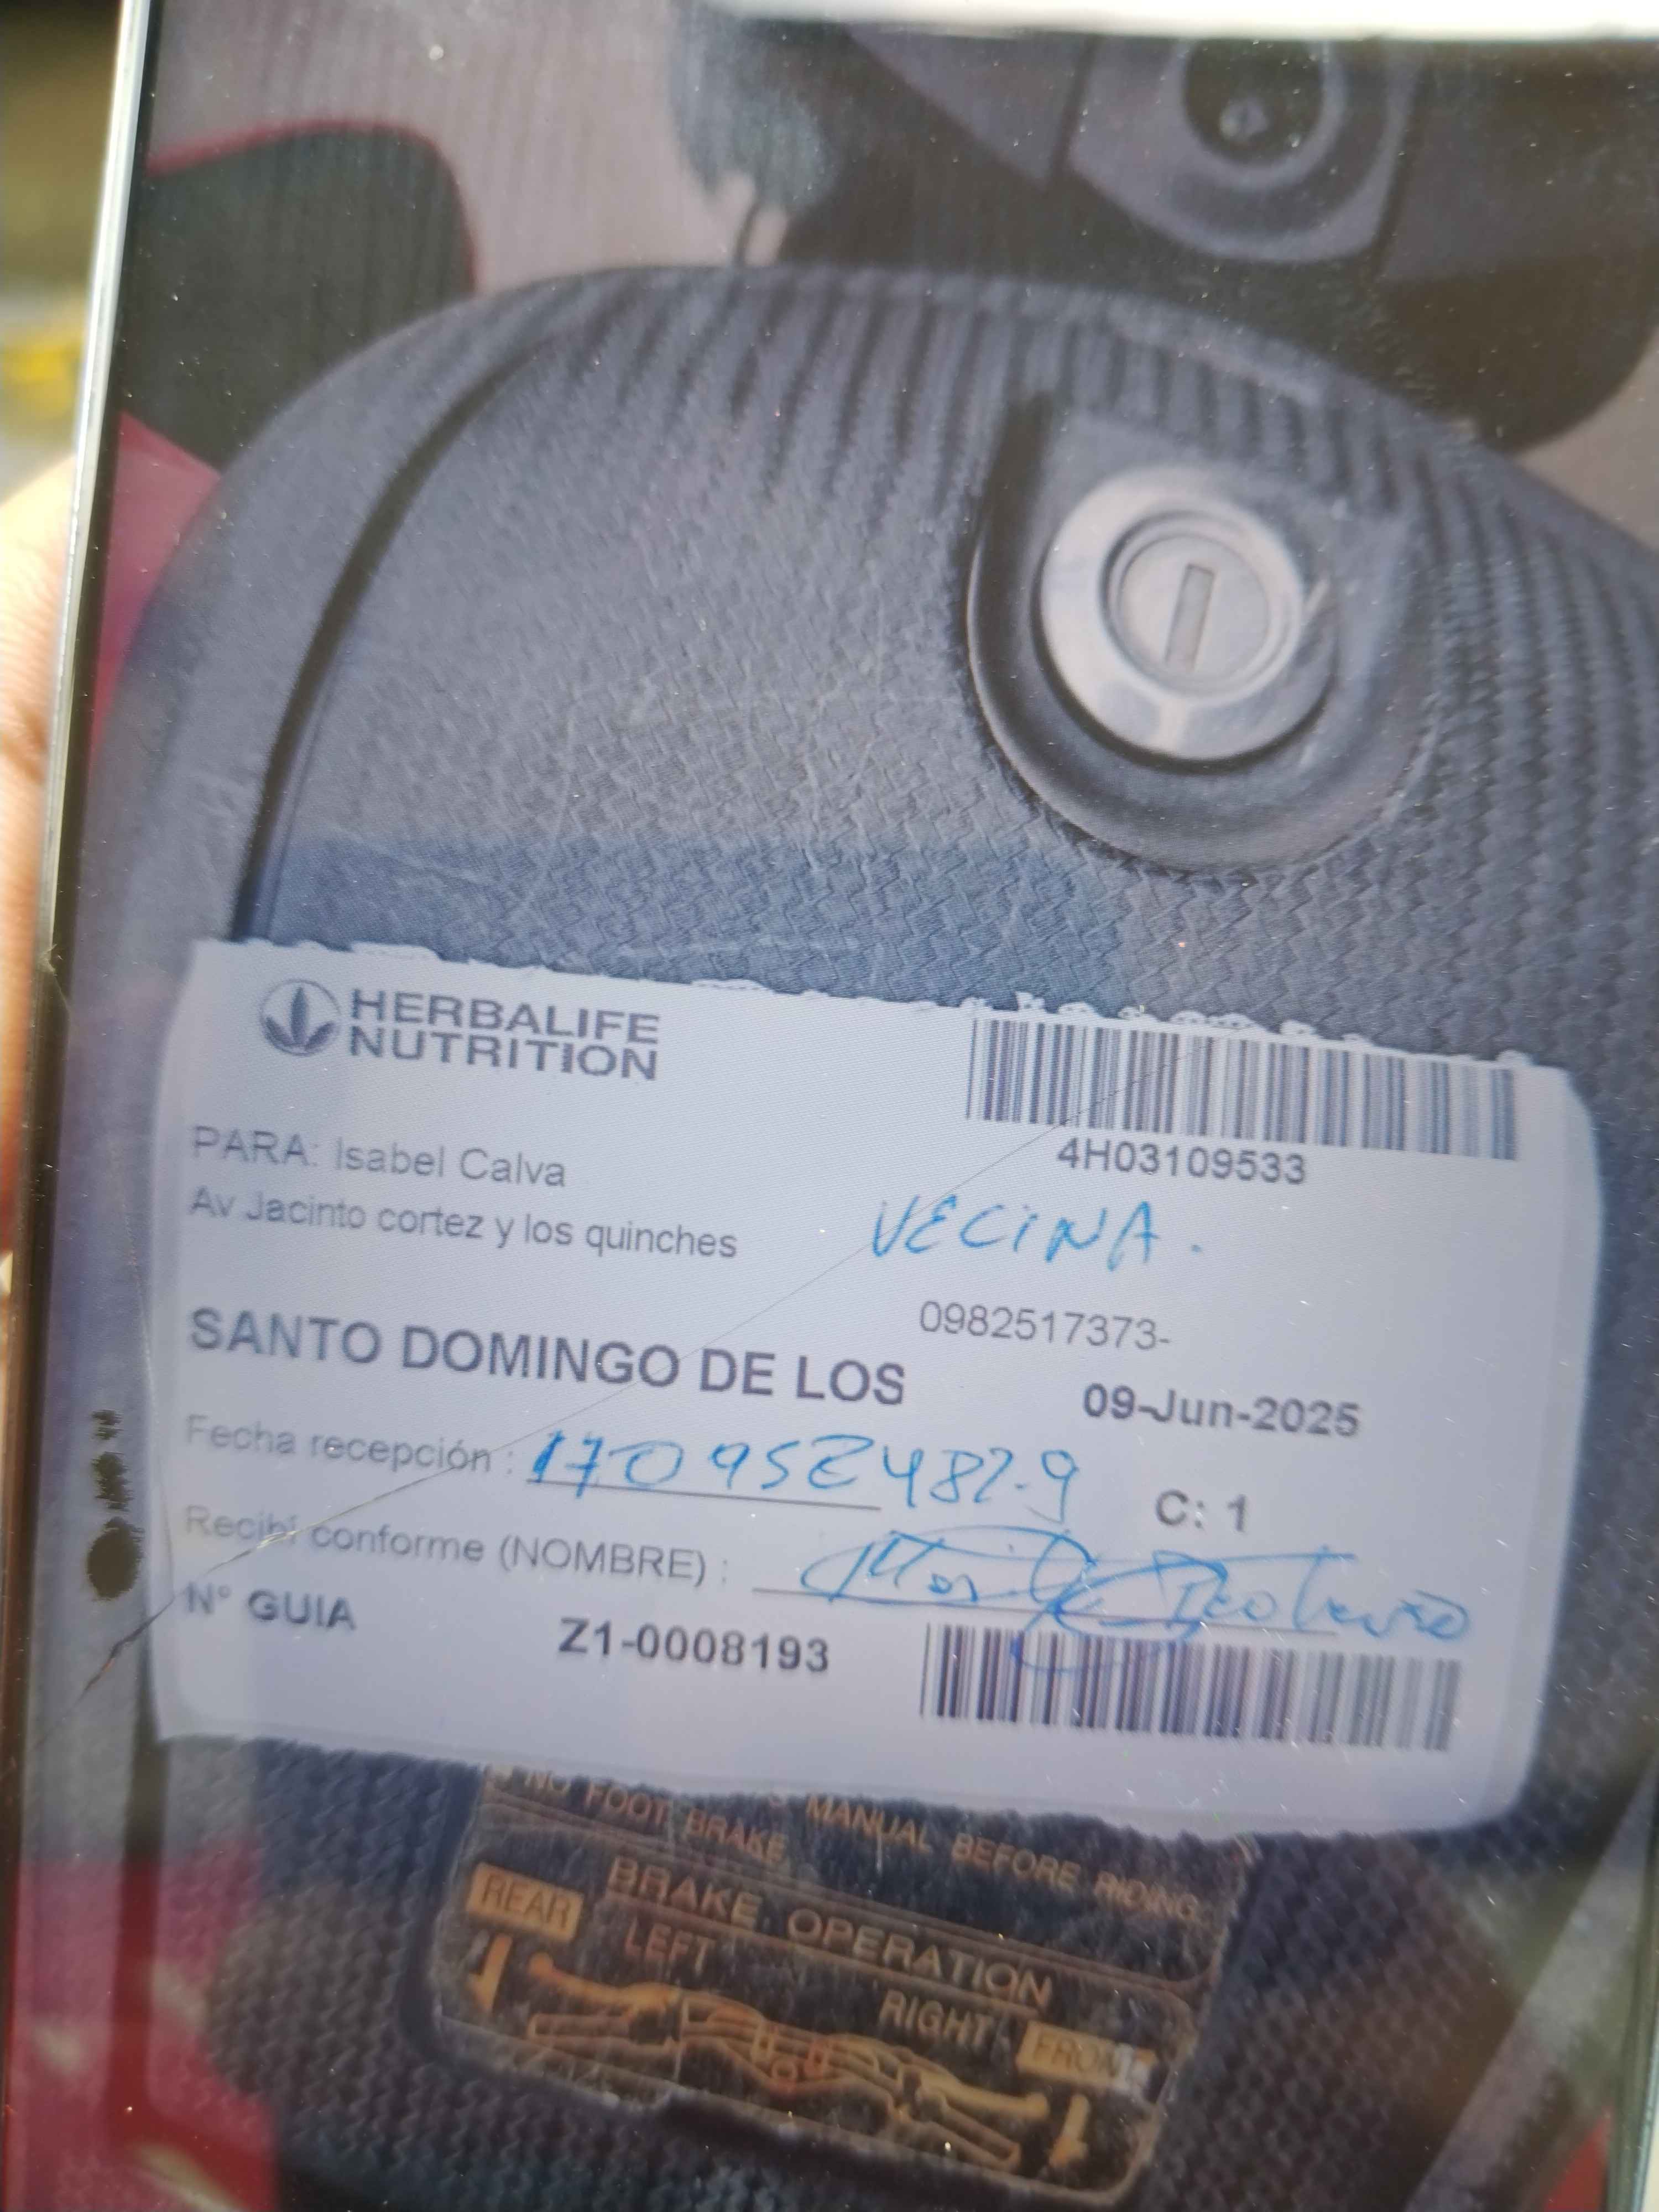 HERBALIFE
NUTRITION
4H03109533
PARA: Isabel Calva
Av Jacinto cortez y los quinches
VECINA.
0982517373-
SANTO DOMINGO DE LOS
09-Jun-2025
Fecha recepción :
C: 1
Recibí conforme (NOMBRE) :
N° GUIA
Z1-0008193
NO FOOT BRAKE
MANUAL BEFORE RIDING.
BRAKE OPERATION
REAR
LEFT
RIGHT
FRONT